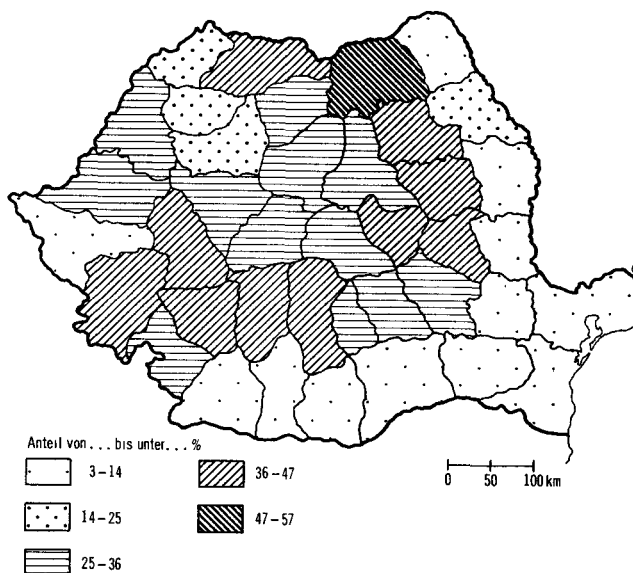 Anteil von ... bis unter ... %
3 – 14
14 – 25
25 – 36
36 – 47
47 – 57
0 50 100 km